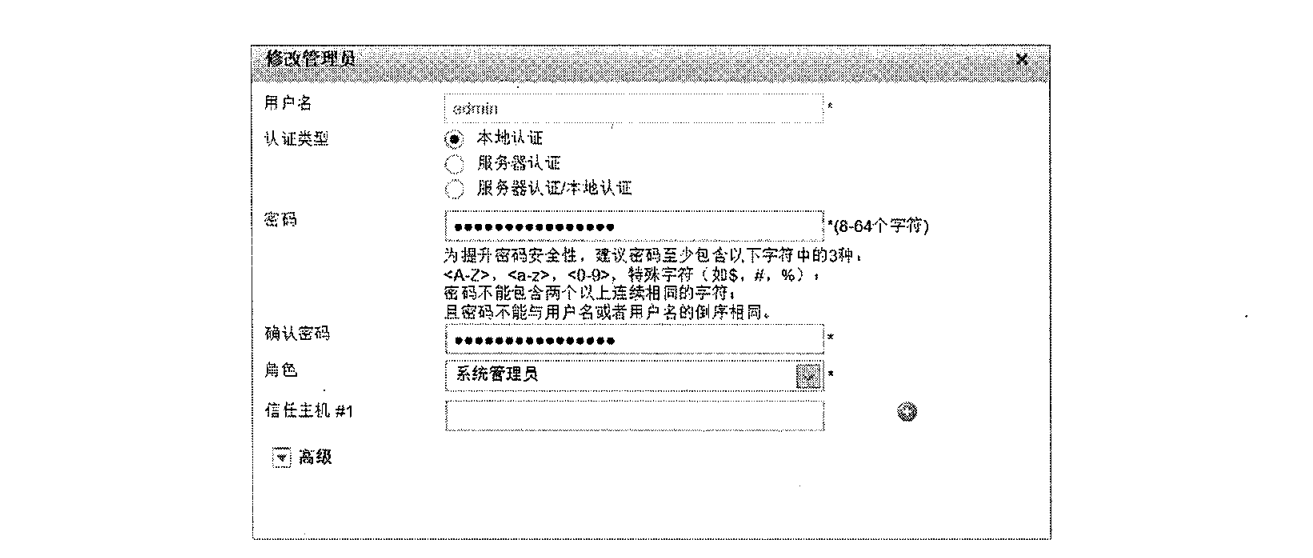 修改管理员
用户名 admin *
认证类型 本地认证
服务器认证
服务器认证/本地认证
密码 •••••••••••••••• *(8-64个字符)
为提升密码安全性，建议密码至少包含以下字符中的3种：
<A-Z>，<a-z>，<0-9>，特殊字符（如$，#，%）；
密码不能包含两个以上连续相同的字符；
且密码不能与用户名或者用户名的倒序相同。
确认密码 •••••••••••••••• *
角色 系统管理员 *
信任主机 #1
高级